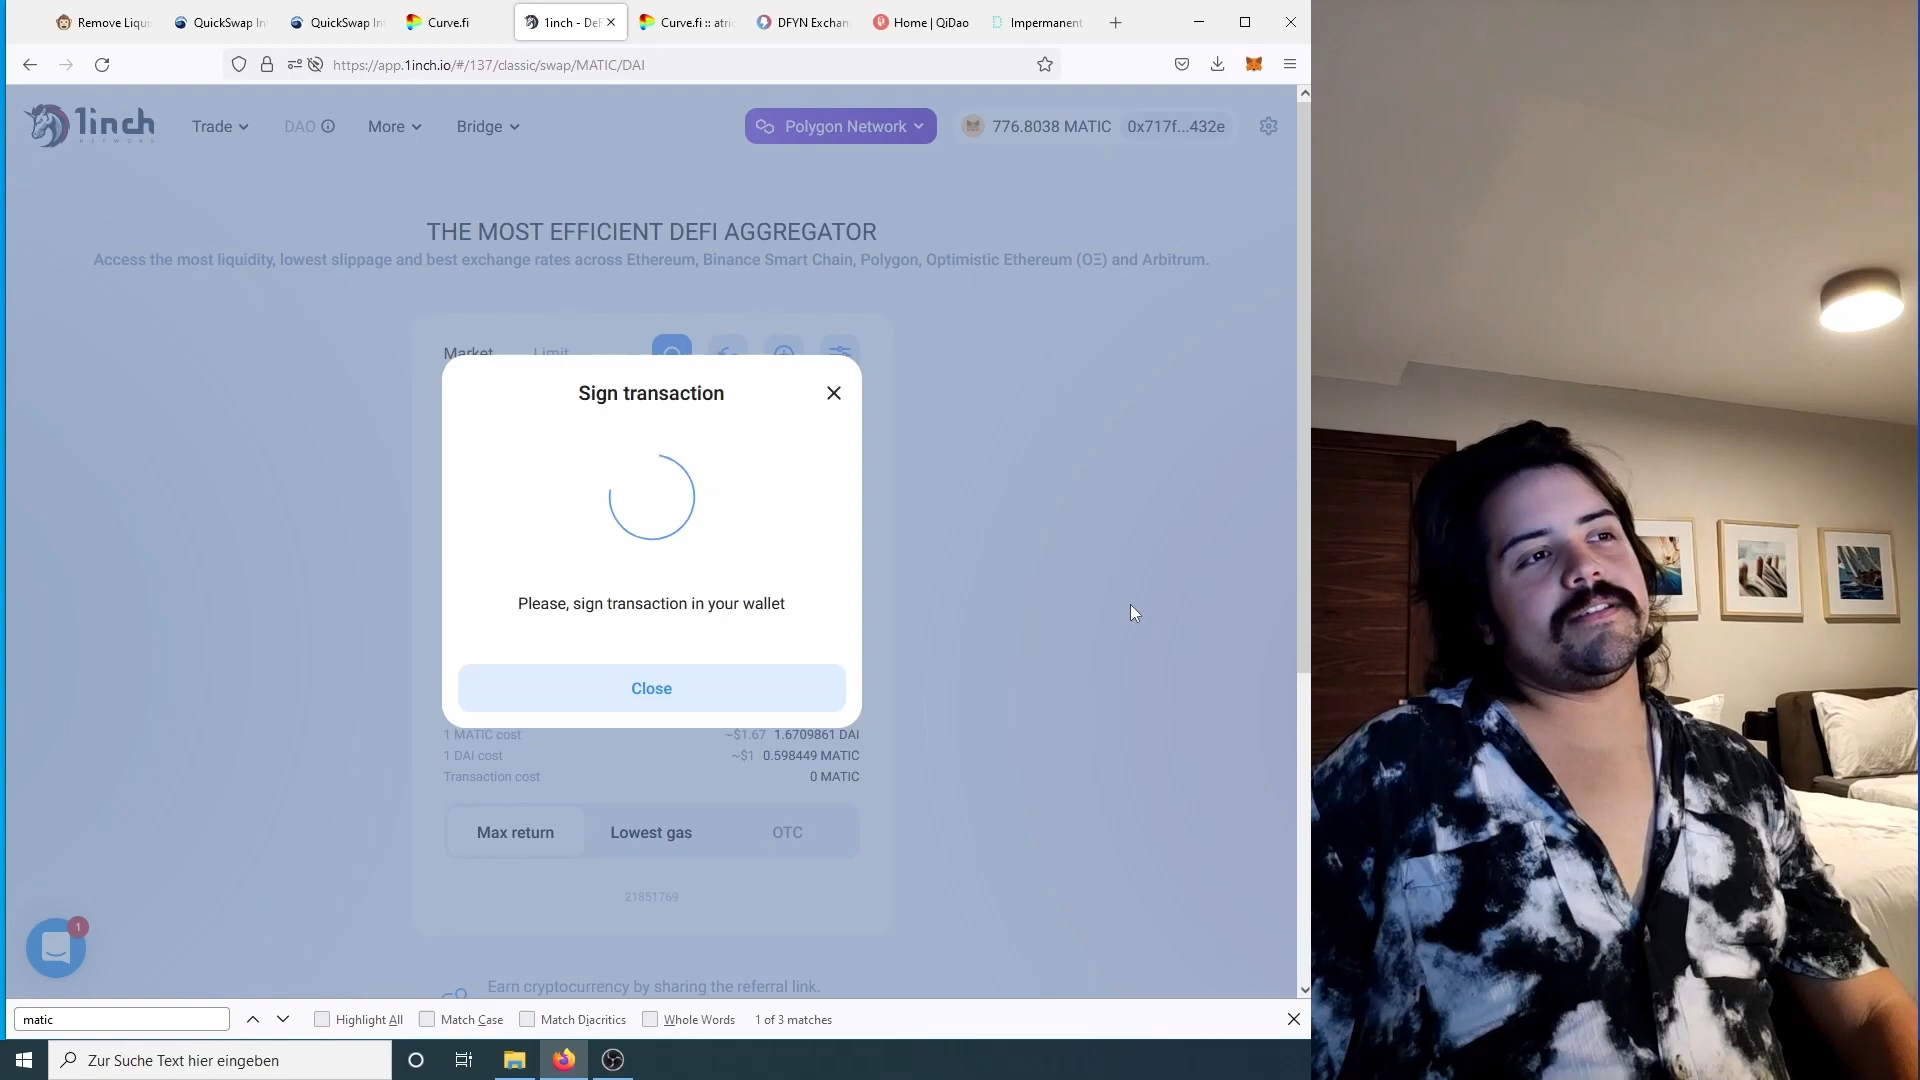 Remove Liqui
QuickSwap Int
QuickSwap Int
Curve.fi
1inch - DeF
Curve.fi :: atric
DFYN Exchan
Home | QiDao
Impermanent
https://app.1inch.io/#/137/classic/swap/MATIC/DAI
1inch
NETWORK
Trade
DAO
More
Bridge
Polygon Network
776.8038 MATIC
0x717f...432e
THE MOST EFFICIENT DEFI AGGREGATOR
Access the most liquidity, lowest slippage and best exchange rates across Ethereum, Binance Smart Chain, Polygon, Optimistic Ethereum (OΞ) and Arbitrum.
Market
Limit
Sign transaction
Please, sign transaction in your wallet
Close
1 MATIC cost
~$1.67 1.6709861 DAI
1 DAI cost
~$1 0.598449 MATIC
Transaction cost
0 MATIC
Max return
Lowest gas
OTC
21851769
1
Earn cryptocurrency by sharing the referral link.
matic
Highlight All
Match Case
Match Diacritics
Whole Words
1 of 3 matches
Zur Suche Text hier eingeben